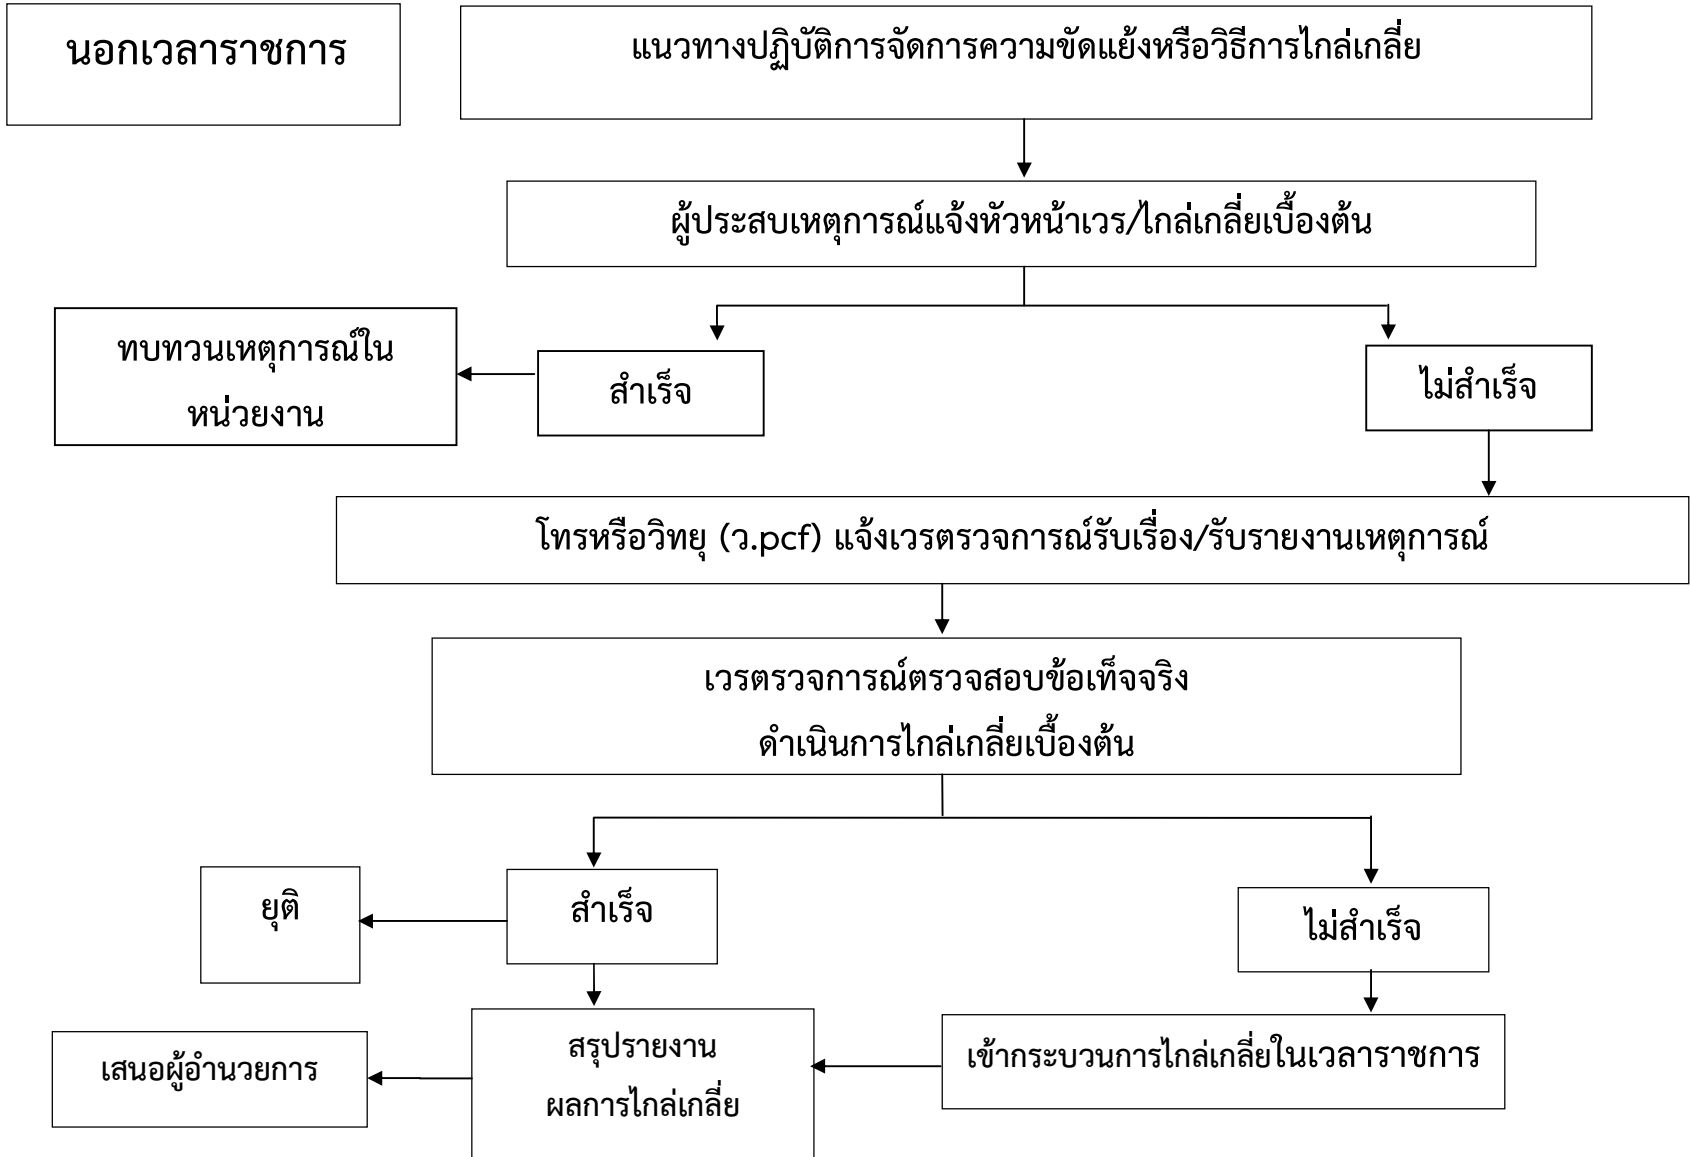 นอกเวลาราชการ
แนวทางปฏิบัติการจัดการความขัดแย้งหรือวิธีการไกล่เกลี่ย
ผู้ประสบเหตุการณ์แจ้งหัวหน้าเวร/ไกล่เกลี่ยเบื้องต้น
ทบทวนเหตุการณ์ใน
หน่วยงาน
สำเร็จ
ไม่สำเร็จ
โทรหรือวิทยุ (ว.pcf) แจ้งเวรตรวจการณ์รับเรื่อง/รับรายงานเหตุการณ์
เวรตรวจการณ์ตรวจสอบข้อเท็จจริง
ดำเนินการไกล่เกลี่ยเบื้องต้น
ยุติ
สำเร็จ
ไม่สำเร็จ
เสนอผู้อำนวยการ
สรุปรายงาน
ผลการไกล่เกลี่ย
เข้ากระบวนการไกล่เกลี่ยในเวลาราชการ